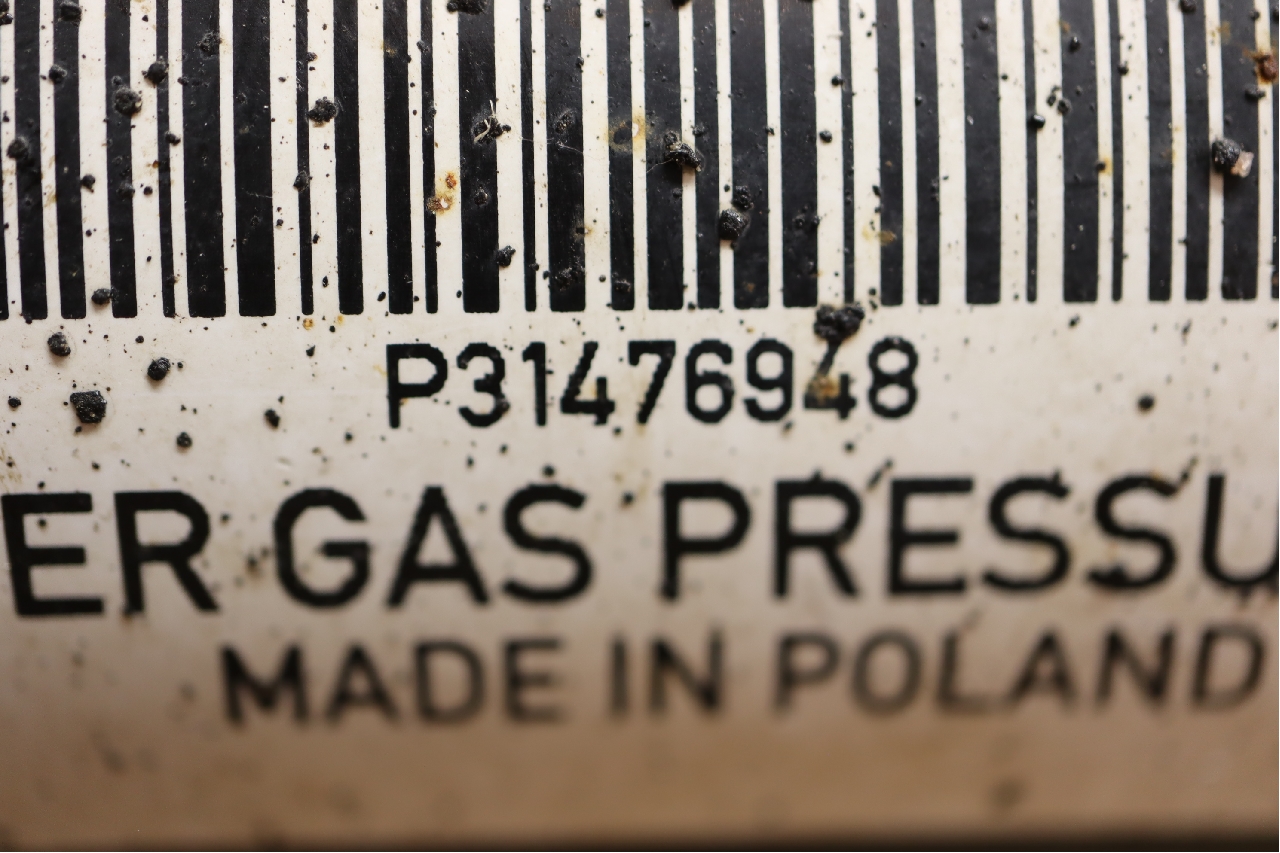 P31476948
ER GAS PRESSU
MADE IN POLAND